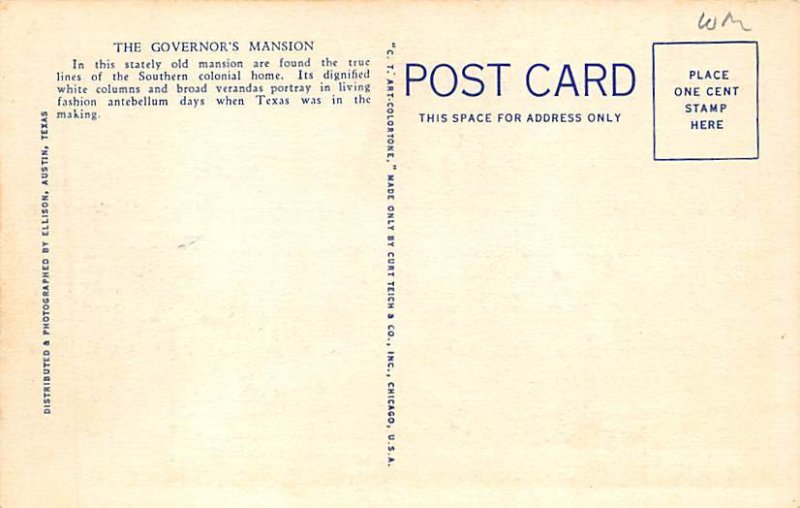 THE GOVERNOR'S MANSION
In this stately old mansion are found the true
lines of the Southern colonial home. Its dignified
white columns and broad verandas portray in living
fashion antebellum days when Texas was in the
making.
DISTRIBUTED & PHOTOGRAPHED BY ELLISON, AUSTIN, TEXAS
"C. T. ART-COLORTONE," MADE ONLY BY CURT TEICH & CO., INC., CHICAGO, U.S.A.
POST CARD
THIS SPACE FOR ADDRESS ONLY
PLACE
ONE CENT
STAMP
HERE